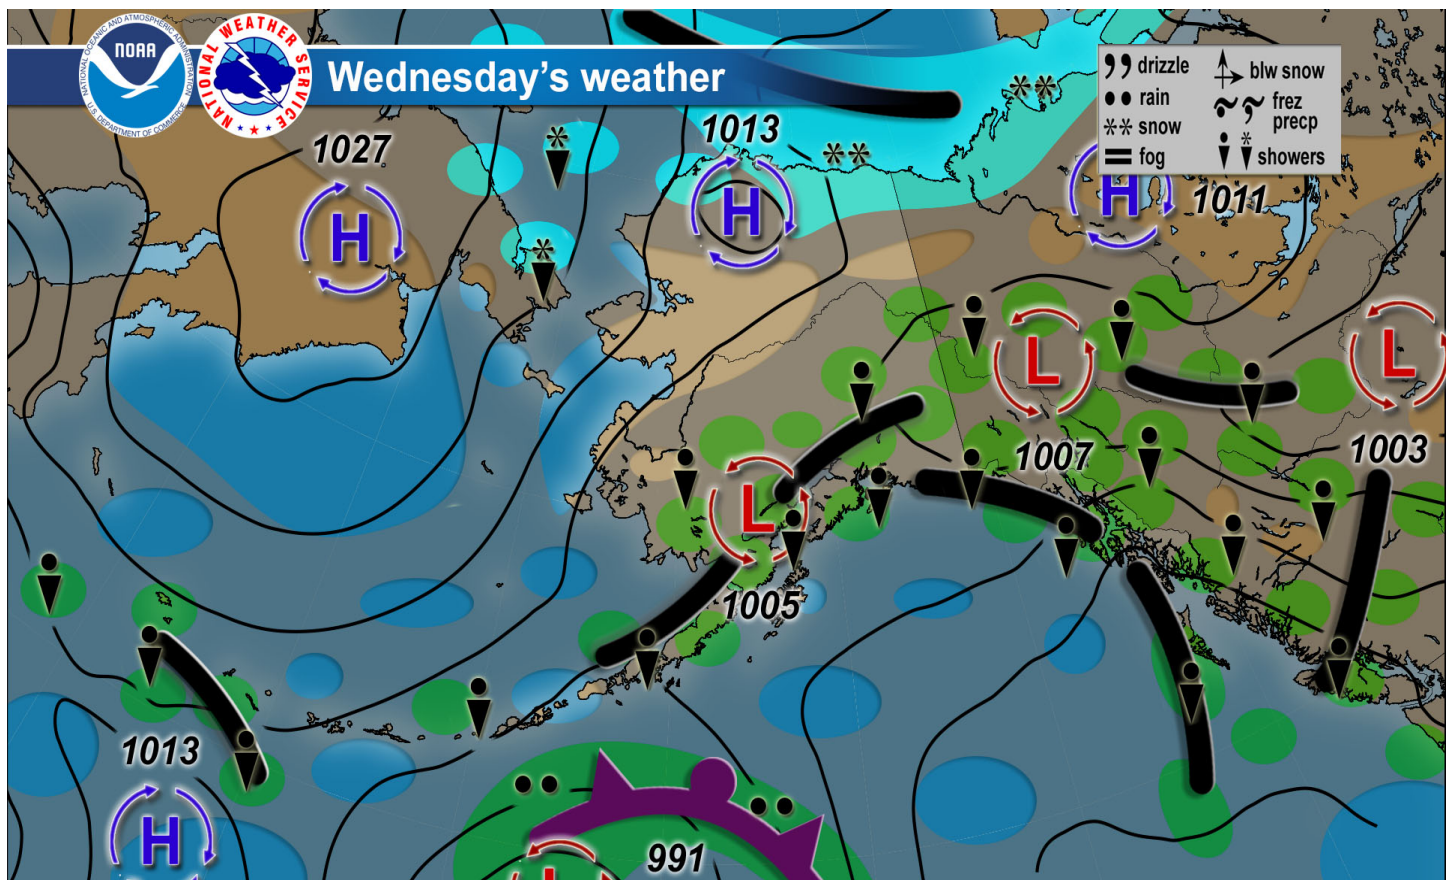 NATIONAL OCEANIC AND ATMOSPHERIC ADMINISTRATION
NOAA
U.S. DEPARTMENT OF COMMERCE
NATIONAL WEATHER SERVICE
Wednesday's weather
drizzle
blw snow
rain
frez
precp
snow
fog
showers
1013
1027
H
H
H
1011
L
L
1007
1003
L
1005
1013
H
991
L